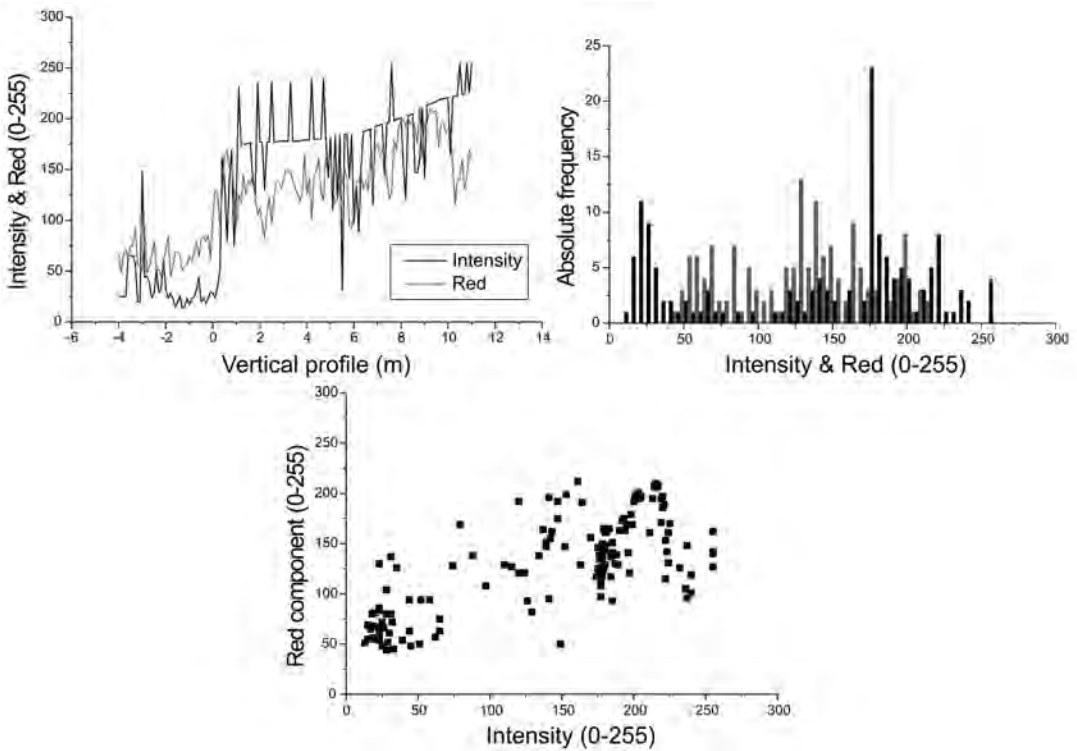 300
250
200
150
100
50
0
Intensity & Red (0-255)
-4 -2 0 2 4 6 8 10 12 14
Vertical profile (m)
Intensity
Red
25
20
15
10
5
0
Absolute frequency
50 100 150 200 250 300
Intensity & Red (0-255)
300
250
200
150
100
50
0
Red component (0-255)
0 50 100 150 200 250 300
Intensity (0-255)